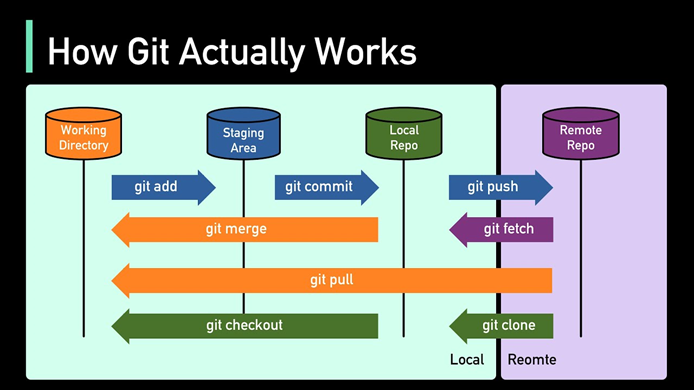 How Git Actually Works
Working
Directory
Staging
Area
Local
Repo
Remote
Repo
git add
git commit
git push
git merge
git fetch
git pull
git checkout
git clone
Local
Reomte